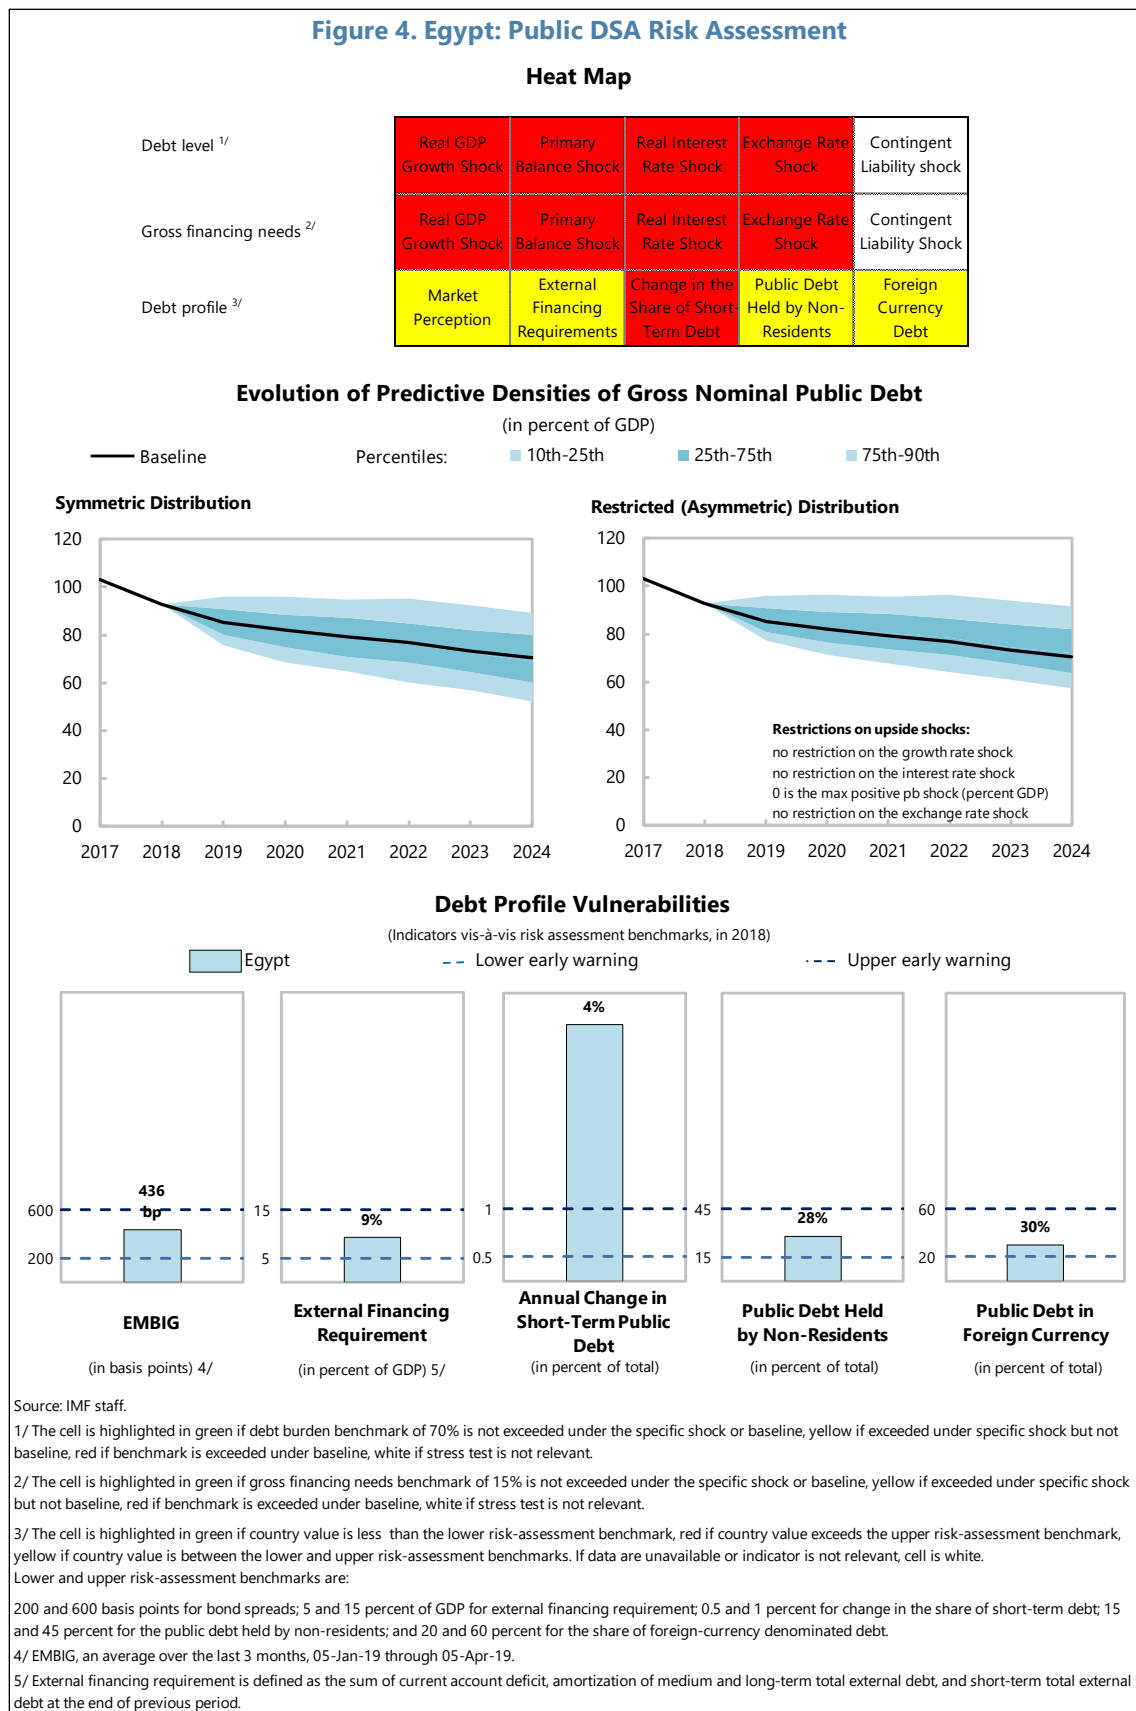 Figure 4. Egypt: Public DSA Risk Assessment
Heat Map
Debt level 1/
Real GDP Growth Shock
Primary Balance Shock
Real Interest Rate Shock
Exchange Rate Shock
Contingent Liability shock
Gross financing needs 2/
Real GDP Growth Shock
Primary Balance Shock
Real Interest Rate Shock
Exchange Rate Shock
Contingent Liability Shock
Debt profile 3/
Market Perception
External Financing Requirements
Change in the Share of Short-Term Debt
Public Debt Held by Non-Residents
Foreign Currency Debt
Evolution of Predictive Densities of Gross Nominal Public Debt
(in percent of GDP)
Baseline
Percentiles:
10th-25th
25th-75th
75th-90th
Symmetric Distribution
120
100
80
60
40
20
0
2017 2018 2019 2020 2021 2022 2023 2024
Restricted (Asymmetric) Distribution
120
100
80
60
40
20
0
Restrictions on upside shocks:
no restriction on the growth rate shock
no restriction on the interest rate shock
0 is the max positive pb shock (percent GDP)
no restriction on the exchange rate shock
2017 2018 2019 2020 2021 2022 2023 2024
Debt Profile Vulnerabilities
(Indicators vis-à-vis risk assessment benchmarks, in 2018)
Egypt
Lower early warning
Upper early warning
436
bp
600
200
EMBIG
(in basis points) 4/
9%
15
5
External Financing
Requirement
(in percent of GDP) 5/
4%
1
0.5
Annual Change in
Short-Term Public
Debt
(in percent of total)
28%
45
15
Public Debt Held
by Non-Residents
(in percent of total)
30%
60
20
Public Debt in
Foreign Currency
(in percent of total)
Source: IMF staff.
1/ The cell is highlighted in green if debt burden benchmark of 70% is not exceeded under the specific shock or baseline, yellow if exceeded under specific shock but not
baseline, red if benchmark is exceeded under baseline, white if stress test is not relevant.
2/ The cell is highlighted in green if gross financing needs benchmark of 15% is not exceeded under the specific shock or baseline, yellow if exceeded under specific shock
but not baseline, red if benchmark is exceeded under baseline, white if stress test is not relevant.
3/ The cell is highlighted in green if country value is less than the lower risk-assessment benchmark, red if country value exceeds the upper risk-assessment benchmark,
yellow if country value is between the lower and upper risk-assessment benchmarks. If data are unavailable or indicator is not relevant, cell is white.
Lower and upper risk-assessment benchmarks are:
200 and 600 basis points for bond spreads; 5 and 15 percent of GDP for external financing requirement; 0.5 and 1 percent for change in the share of short-term debt; 15
and 45 percent for the public debt held by non-residents; and 20 and 60 percent for the share of foreign-currency denominated debt.
4/ EMBIG, an average over the last 3 months, 05-Jan-19 through 05-Apr-19.
5/ External financing requirement is defined as the sum of current account deficit, amortization of medium and long-term total external debt, and short-term total external
debt at the end of previous period.